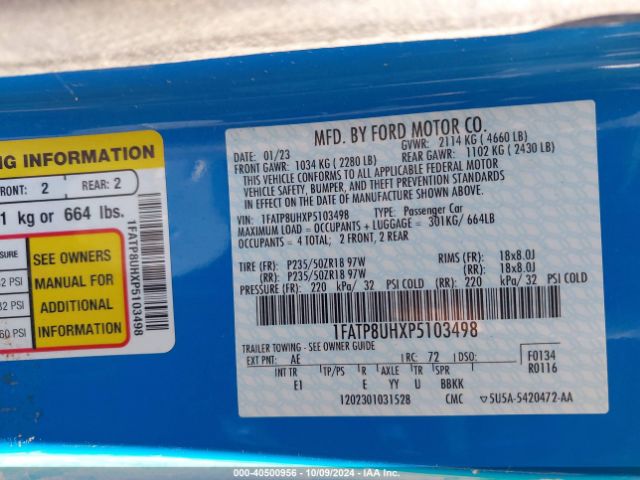 NG INFORMATION
FRONT: 2 REAR: 2
1 kg or 664 lbs.
SURE
SEE OWNERS
MANUAL FOR
ADDITIONAL
INFORMATION
32 PSI
32 PSI
60 PSI
1FATP8UHXP5103498
MFD. BY FORD MOTOR CO.
DATE: 01/23 GVWR: 2114 KG ( 4660 LB)
FRONT GAWR: 1034 KG ( 2280 LB) REAR GAWR: 1102 KG ( 2430 LB)
THIS VEHICLE CONFORMS TO ALL APPLICABLE FEDERAL MOTOR
VEHICLE SAFETY, BUMPER, AND THEFT PREVENTION STANDARDS
IN EFFECT ON THE DATE OF MANUFACTURE SHOWN ABOVE.
VIN: 1FATP8UHXP5103498 TYPE: Passenger Car
MAXIMUM LOAD = OCCUPANTS + LUGGAGE = 301KG/ 664LB
OCCUPANTS = 4 TOTAL; 2 FRONT, 2 REAR
TIRE (FR): P235/50ZR18 97W RIMS (FR): 18x8.0J
(RR): P235/50ZR18 97W (RR): 18x8.0J
PRESSURE (FR): 220 kPa/ 32 PSI COLD (RR): 220 kPa/ 32 PSI COLD
1FATP8UHXP5103498
TRAILER TOWING - SEE OWNER GUIDE
EXT PNT: AE RC: 72 DSO: F0134
INT TR TP/PS R AXLE TR SPR R0116
E1 E YY U BBKK
1202301031528 CMC 5U5A-5420472-AA
000-40500956 - 10/09/2024 - IAA Inc.